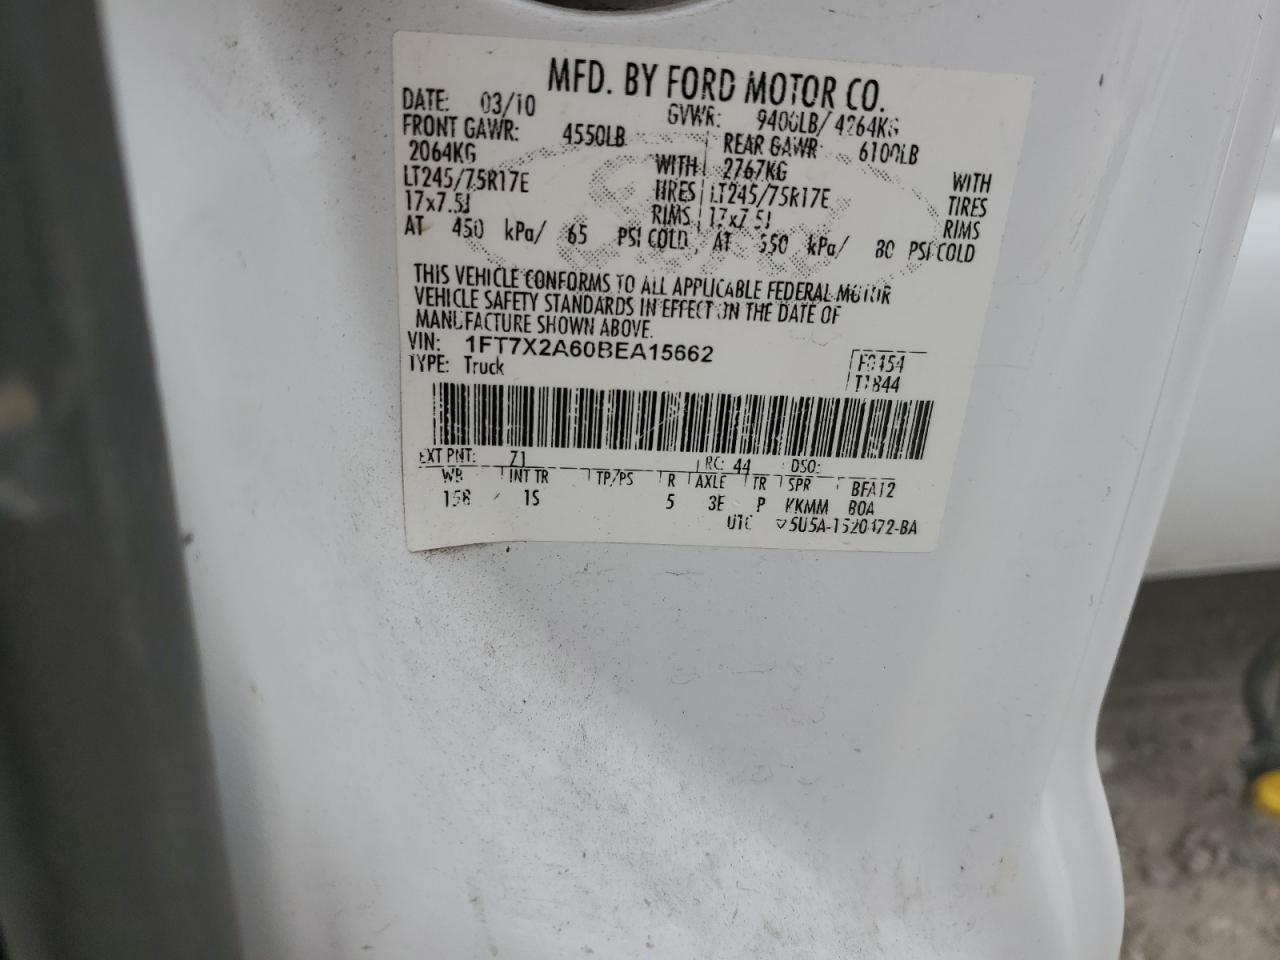 MFD. BY FORD MOTOR CO.
DATE: 03/10 GVWR: 9400LB/ 4264KG
FRONT GAWR: 4550LB REAR GAWR: 6100LB
2064KG WITH 2767KG WITH
LT245/75R17E TIRES LT245/75R17E TIRES
17x7.5J RIMS 17x7.5J RIMS
AT 450 kPa/ 65 PSI COLD AT 550 kPa/ 80 PSI COLD
THIS VEHICLE CONFORMS TO ALL APPLICABLE FEDERAL MOTOR
VEHICLE SAFETY STANDARDS IN EFFECT ON THE DATE OF
MANUFACTURE SHOWN ABOVE.
VIN: 1FT7X2A60BEA15662
TYPE: Truck
F0454
T1844
EXT PNT: Z1 RC: 44 DSO:
WB INT TR TP/PS R AXLE TR SPR BFA12
158 1S 5 3E P KKMM BOA
UTC 5U5A-1520472-BA